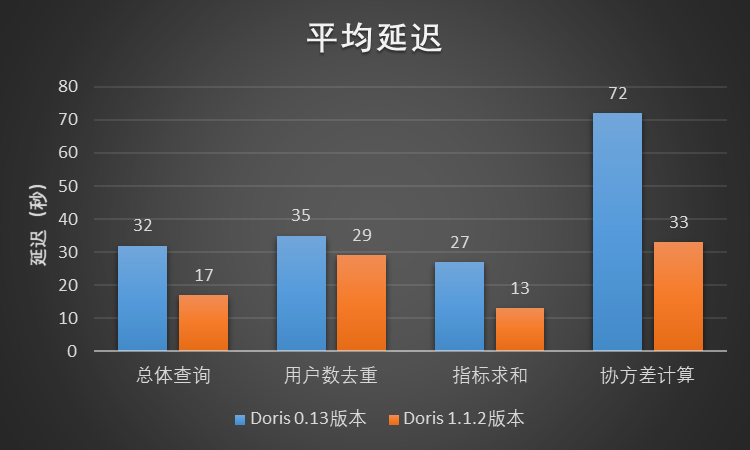 平均延迟
延迟（秒）
80
70
60
50
40
30
20
10
0
32
17
35
29
27
13
72
33
总体查询
用户数去重
指标求和
协方差计算
Doris 0.13版本
Doris 1.1.2版本